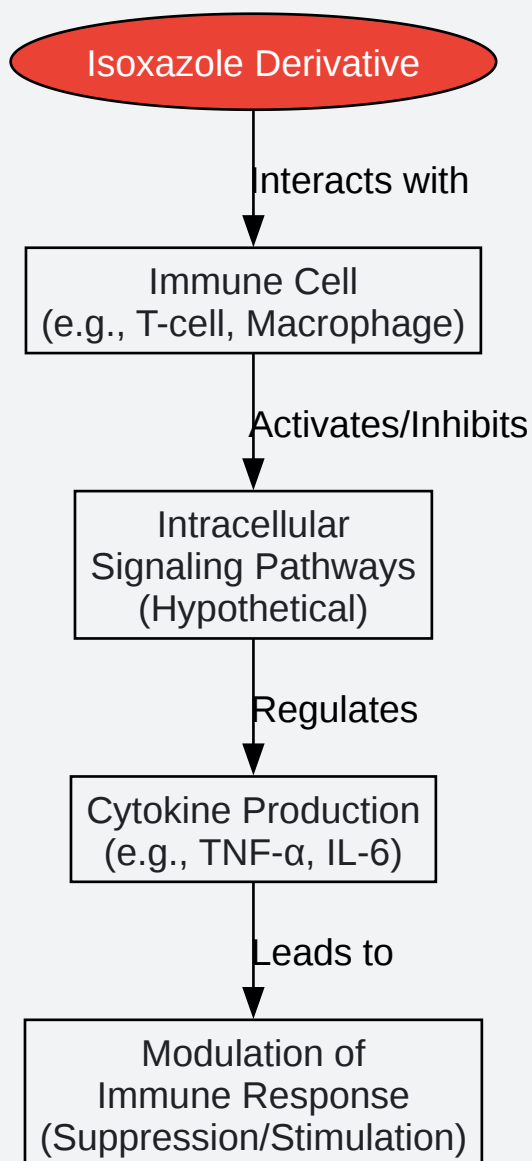 Isoxazole Derivative
Interacts with
Immune Cell
(e.g., T-cell, Macrophage)
Activates/Inhibits
Intracellular
Signaling Pathways
(Hypothetical)
Regulates
Cytokine Production
(e.g., TNF-α, IL-6)
Leads to
Modulation of
Immune Response
(Suppression/Stimulation)